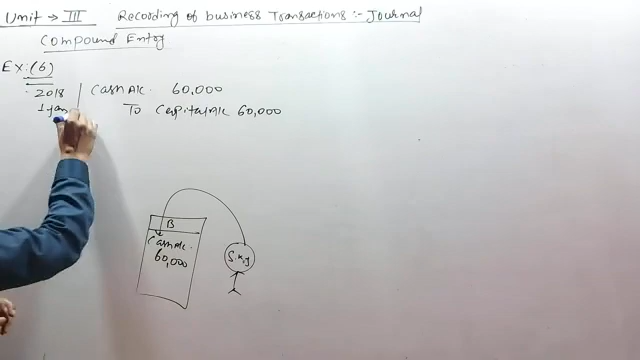 Unit → III Recording of business Transactions :- Journal
Compound Entry
Ex:(6)
2018 Cash A/c. 60,000
1 Jan To Capital A/c 60,000
B
Cash A/c.
60,000